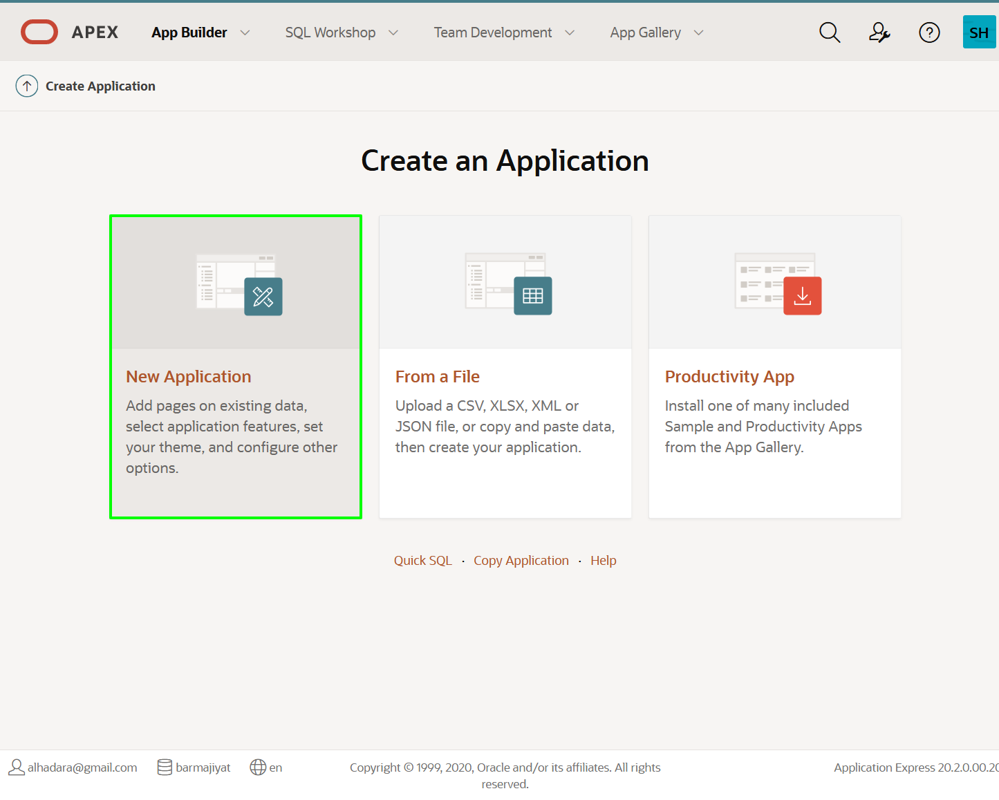 APEX App Builder SQL Workshop Team Development App Gallery ? SH
Create Application
Create an Application
New Application
Add pages on existing data,
select application features, set
your theme, and configure other
options.
From a File
Upload a CSV, XLSX, XML or
JSON file, or copy and paste data,
then create your application.
Productivity App
Install one of many included
Sample and Productivity Apps
from the App Gallery.
Quick SQL · Copy Application · Help
alhadara@gmail.com barmajiyat en
Copyright © 1999, 2020, Oracle and/or its affiliates. All rights
reserved.
Application Express 20.2.0.00.20